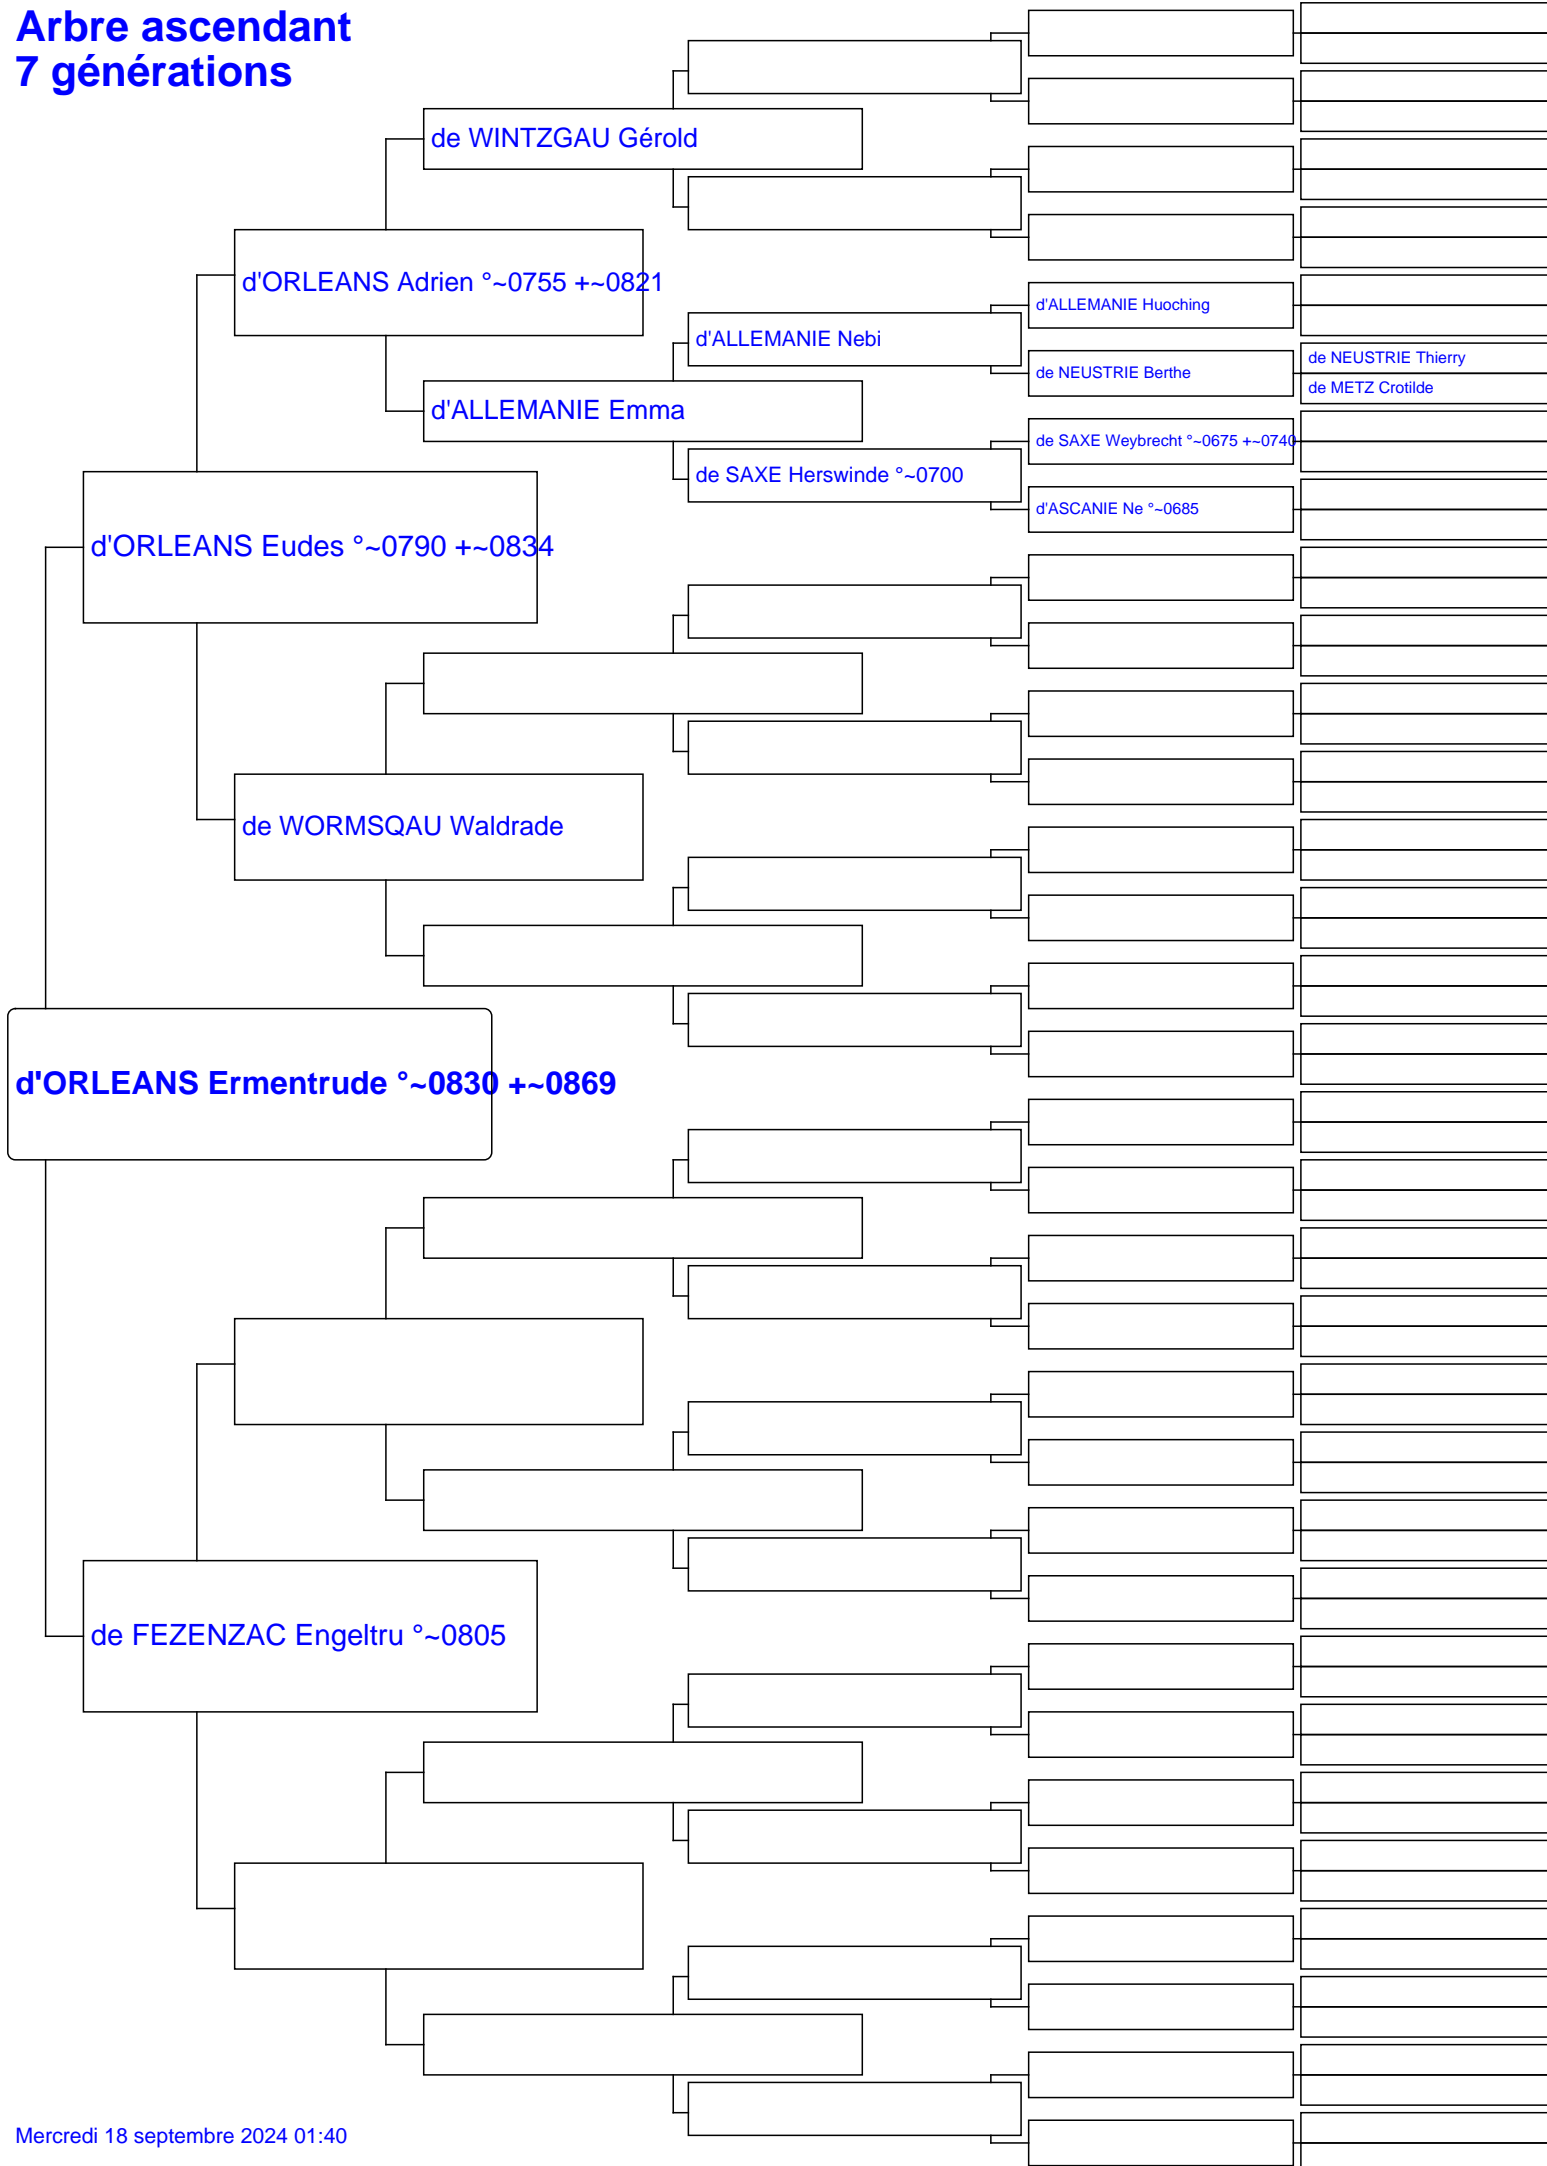 Arbre ascendant
7 générations
de WINTZGAU Gérold
d'ORLEANS Adrien °~0755 +~0821
d'ALLEMANIE Huoching
d'ALLEMANIE Nebi
de NEUSTRIE Thierry
de NEUSTRIE Berthe
de METZ Crotilde
d'ALLEMANIE Emma
de SAXE Weybrecht °~0675 +~0740
de SAXE Herswinde °~0700
d'ASCANIE Ne °~0685
d'ORLEANS Eudes °~0790 +~0834
de WORMSQAU Waldrade
d'ORLEANS Ermentrude °~0830 +~0869
de FEZENZAC Engeltru °~0805
Mercredi 18 septembre 2024 01:40